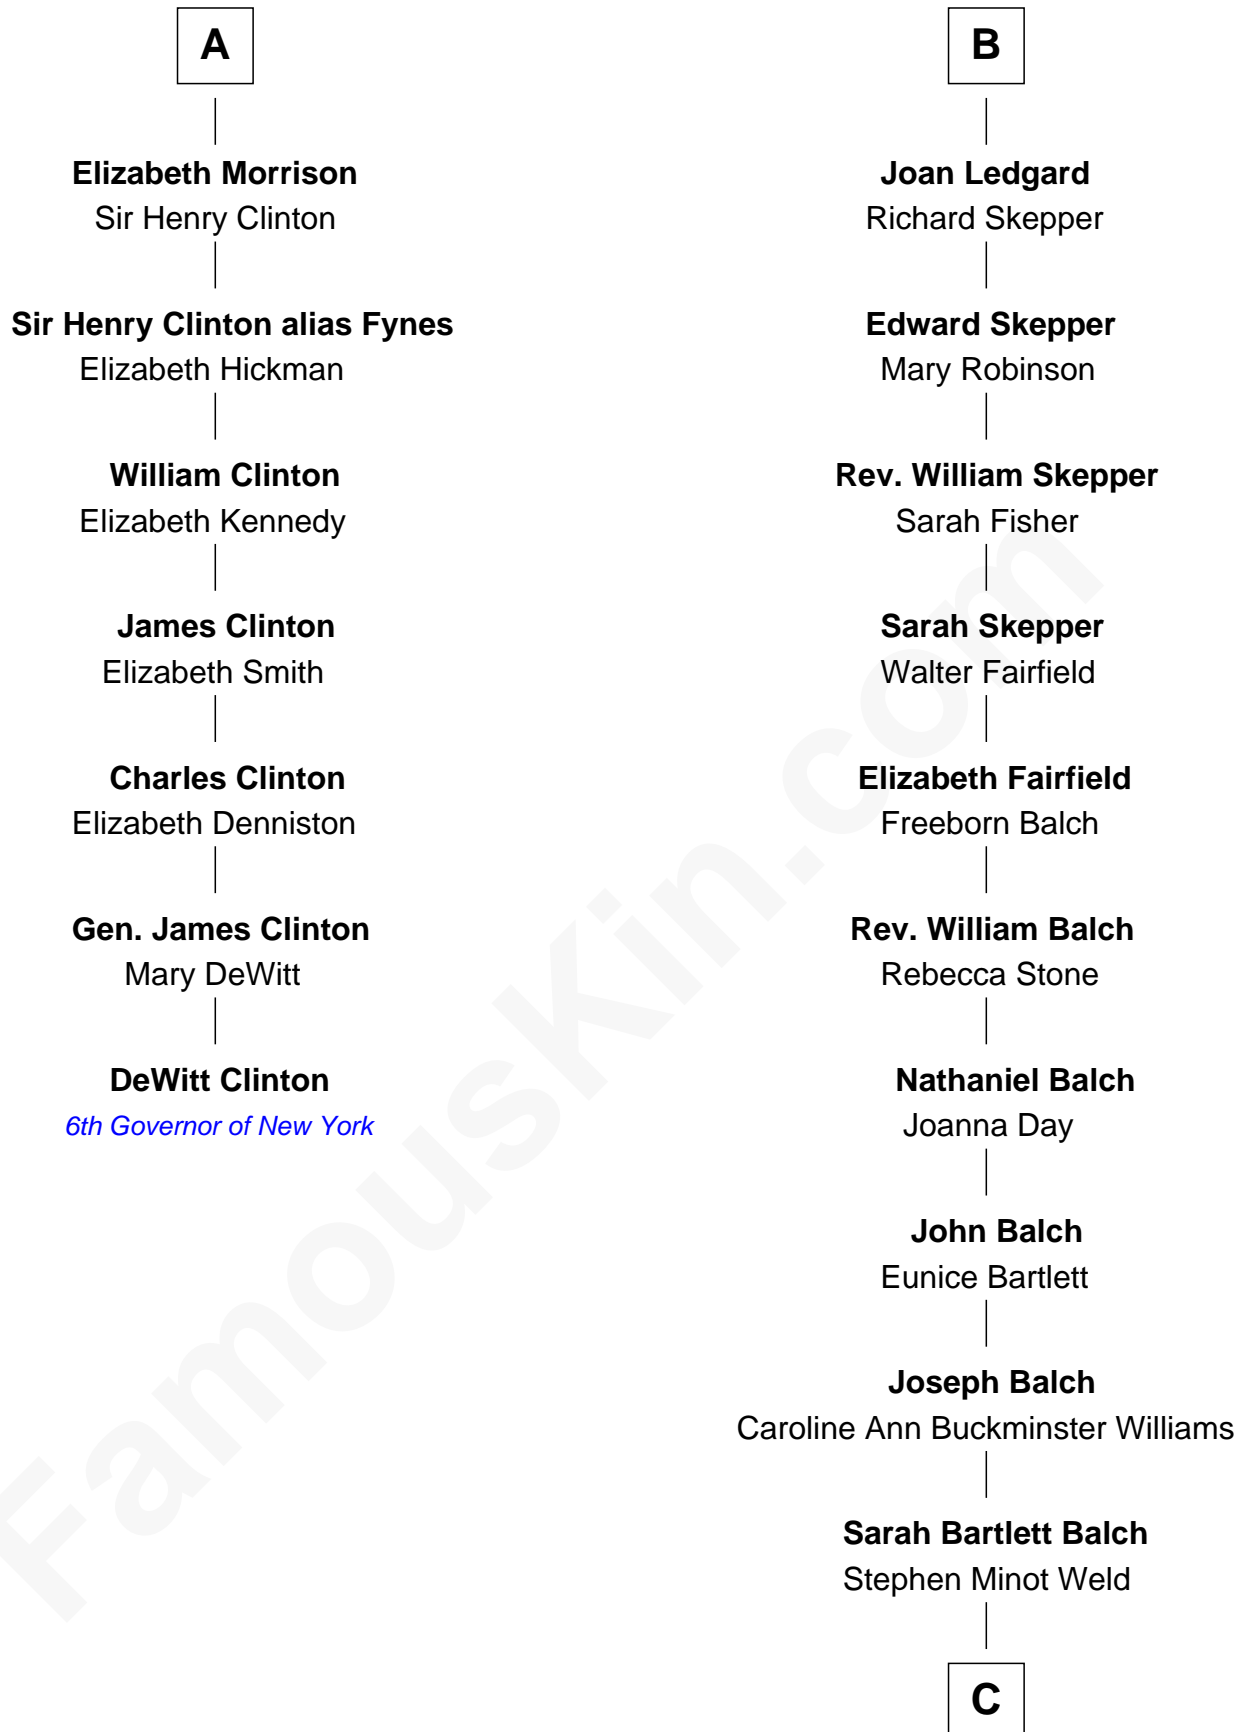 A
Elizabeth Morrison
Sir Henry Clinton
Sir Henry Clinton alias Fynes
Elizabeth Hickman
William Clinton
Elizabeth Kennedy
James Clinton
Elizabeth Smith
Charles Clinton
Elizabeth Denniston
Gen. James Clinton
Mary DeWitt
DeWitt Clinton
6th Governor of New York
B
Joan Ledgard
Richard Skepper
Edward Skepper
Mary Robinson
Rev. William Skepper
Sarah Fisher
Sarah Skepper
Walter Fairfield
Elizabeth Fairfield
Freeborn Balch
Rev. William Balch
Rebecca Stone
Nathaniel Balch
Joanna Day
John Balch
Eunice Bartlett
Joseph Balch
Caroline Ann Buckminster Williams
Sarah Bartlett Balch
Stephen Minot Weld
C
FamousKin.com